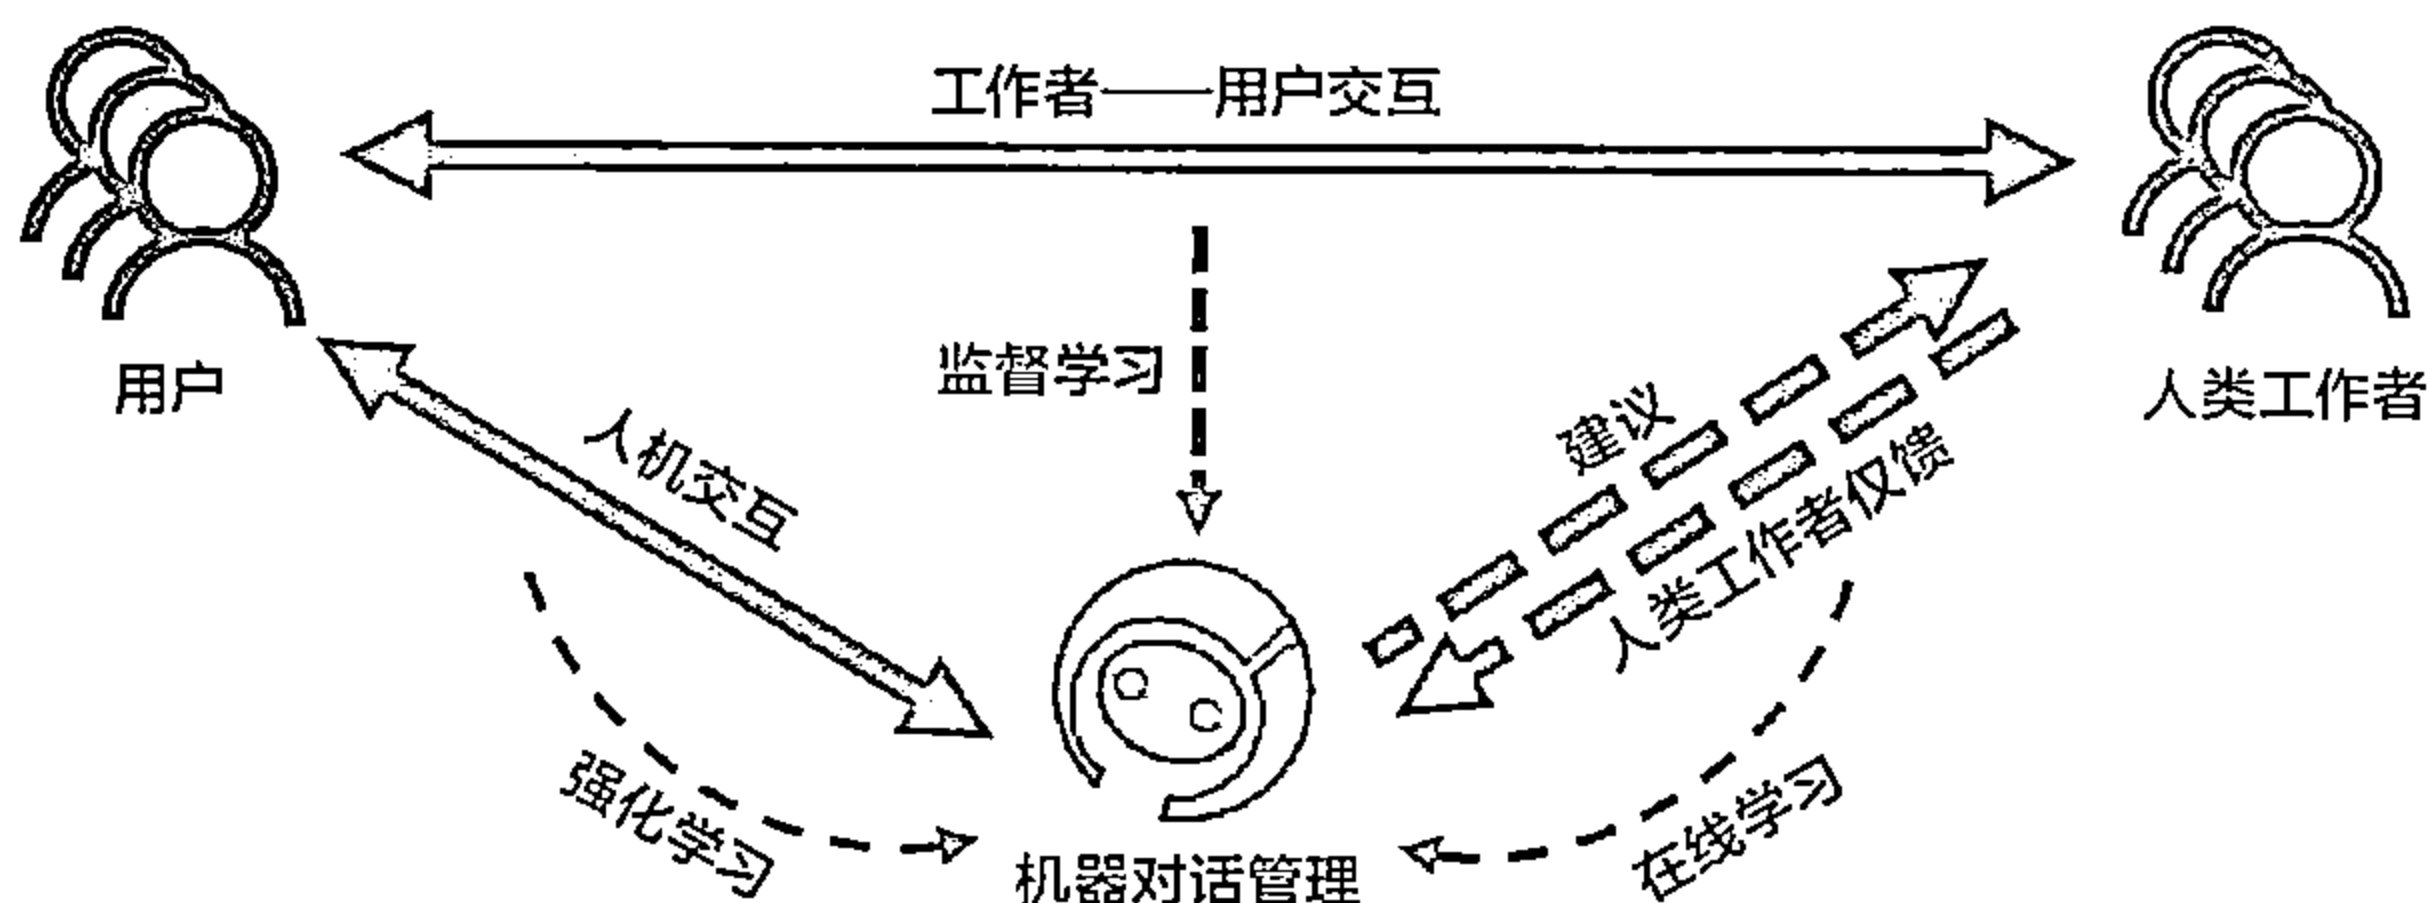 工作者——用户交互
用户
人类工作者
监督学习
人机交互
建议
人类工作者仅馈
强化学习
在线学习
机器对话管理